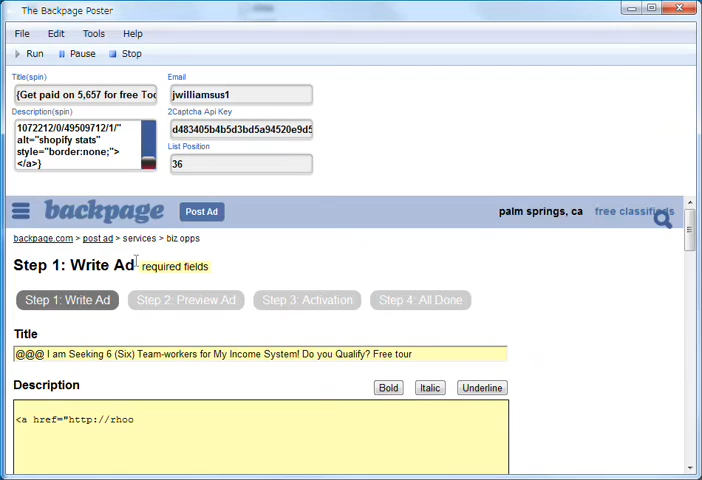 The Backpage Poster
File Edit Tools Help
Run Pause Stop
Title(spin)
{Get paid on 5,657 for free Too
Description(spin)
1072212/0/49509712/1/"
alt="shopify stats"
style="border:none;">
</a>}
Email
jwilliamsus1
2Captcha Api Key
d483405b4b5d3bd5a94520e9d5
List Position
36
backpage Post Ad palm springs, ca free classifieds
backpage.com > post ad > services > biz opps
Step 1: Write Ad required fields
Step 1: Write Ad Step 2: Preview Ad Step 3: Activation Step 4: All Done
Title
@@@ I am Seeking 6 (Six) Team-workers for My Income System! Do you Qualify? Free tour
Description Bold Italic Underline
<a href="http://rhoo